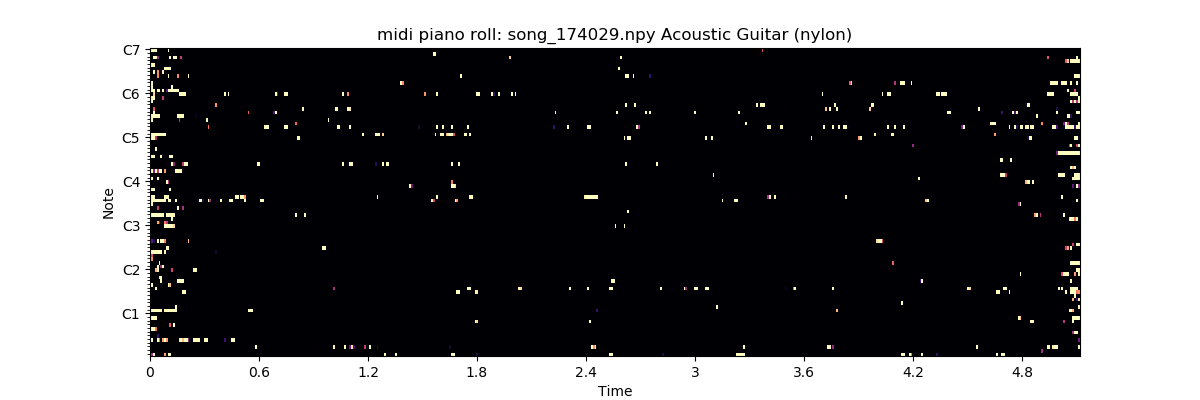 midi piano roll: song_174029.npy Acoustic Guitar (nylon)
C7
C6
C5
C4
C3
C2
C1
Note
0 0.6 1.2 1.8 2.4 3 3.6 4.2 4.8
Time